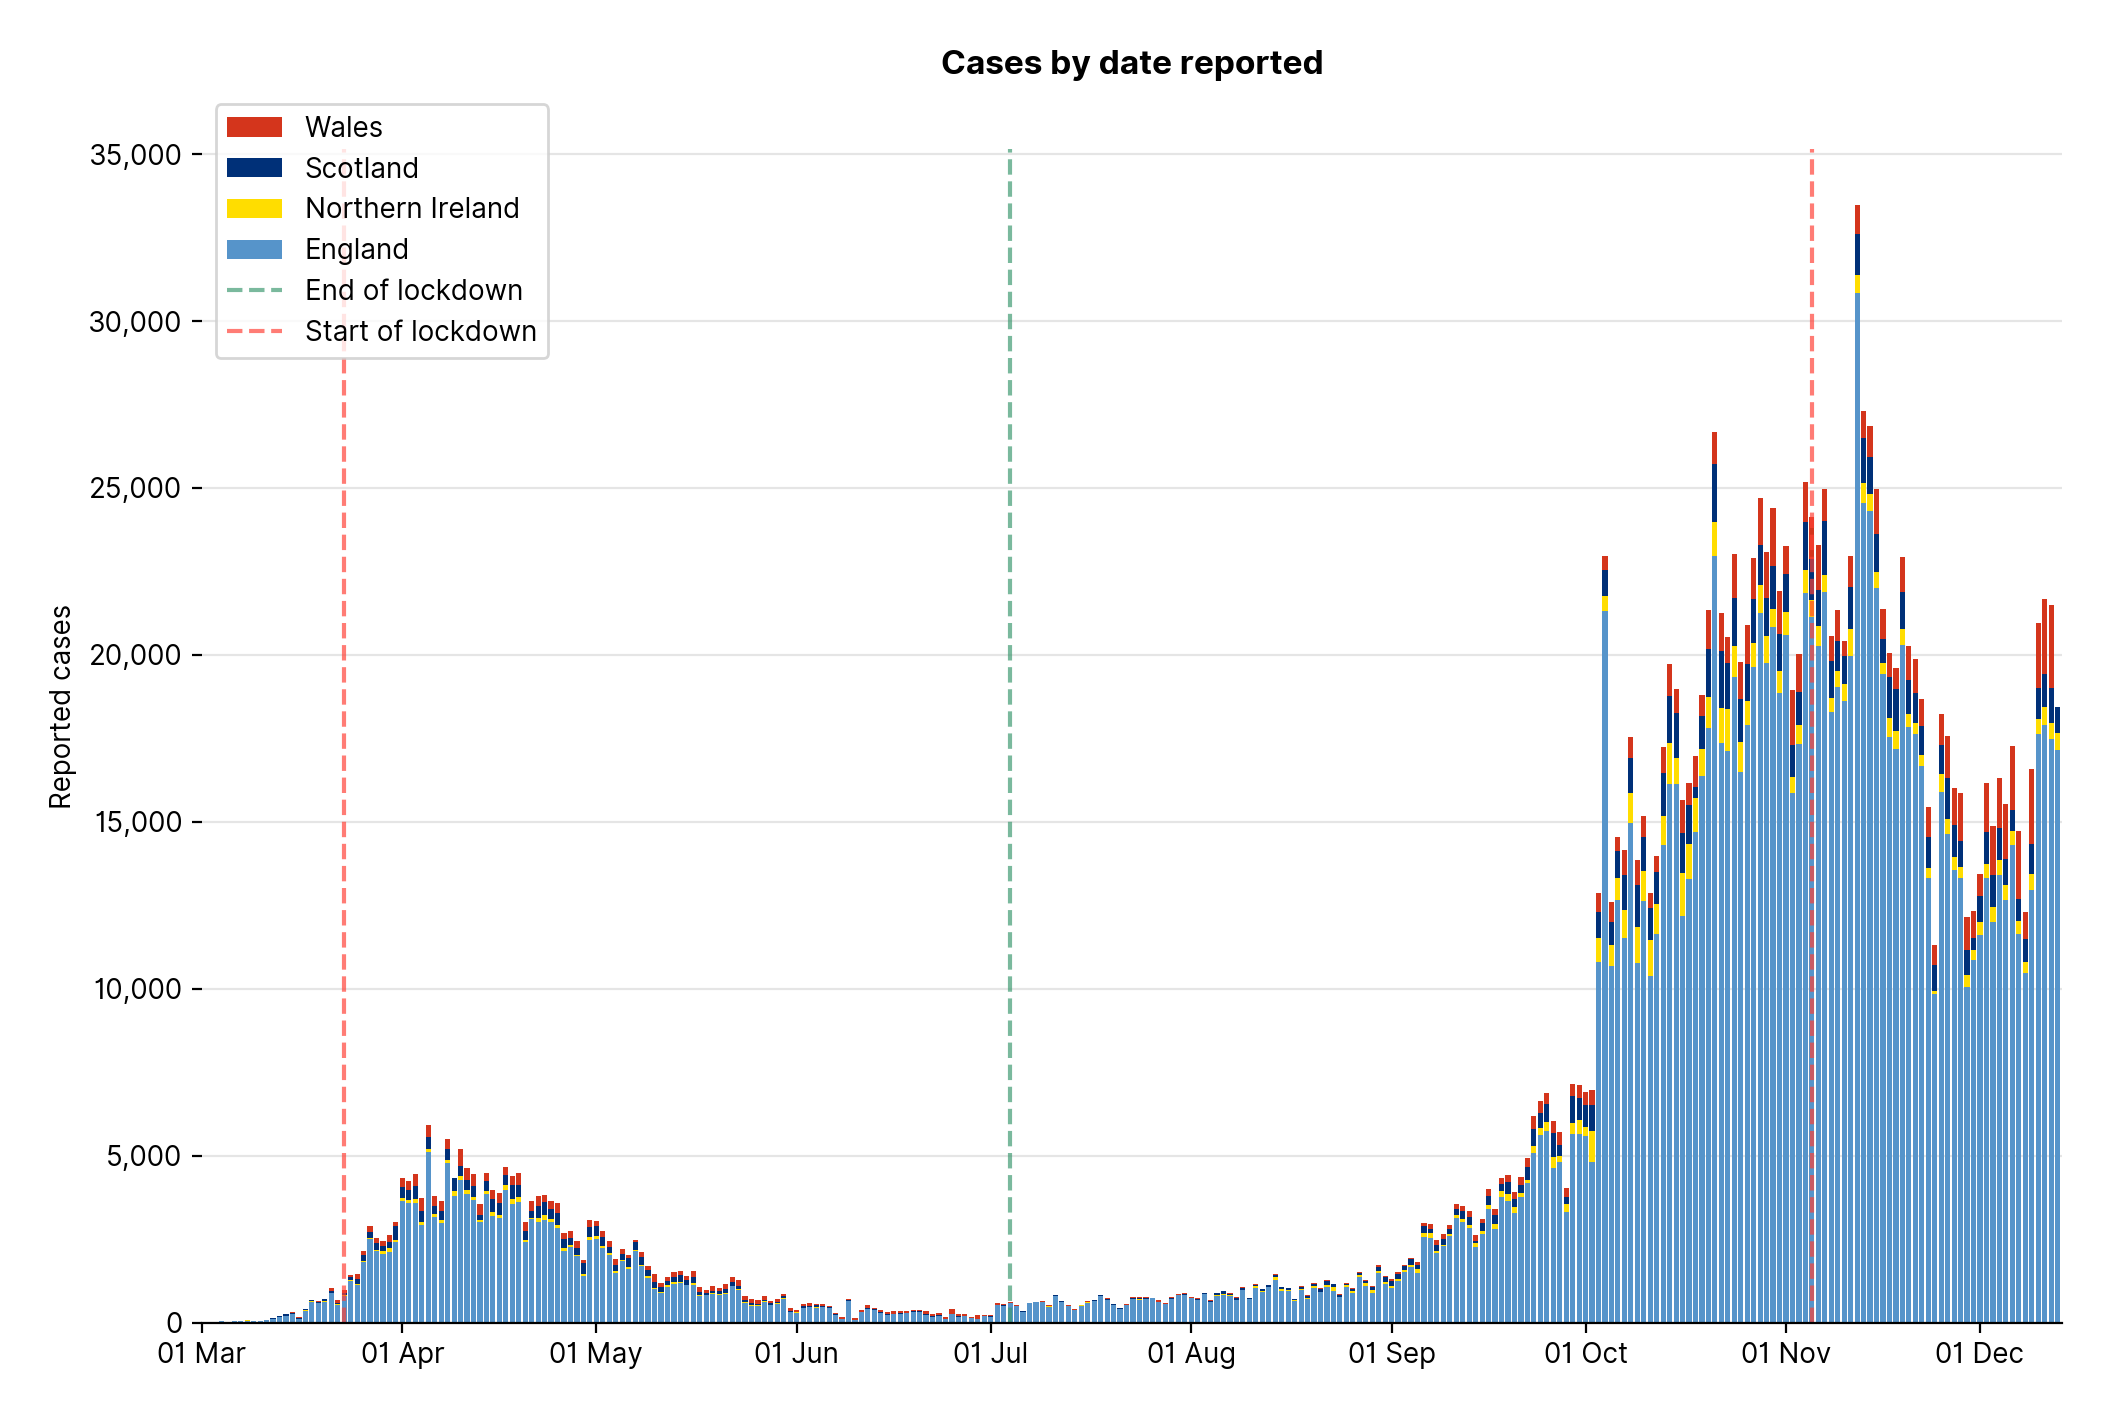 Cases by date reported
Wales
Scotland
Northern Ireland
England
End of lockdown
Start of lockdown
Reported cases
35,000
30,000
25,000
20,000
15,000
10,000
5,000
0
01 Mar
01 Apr
01 May
01 Jun
01 Jul
01 Aug
01 Sep
01 Oct
01 Nov
01 Dec